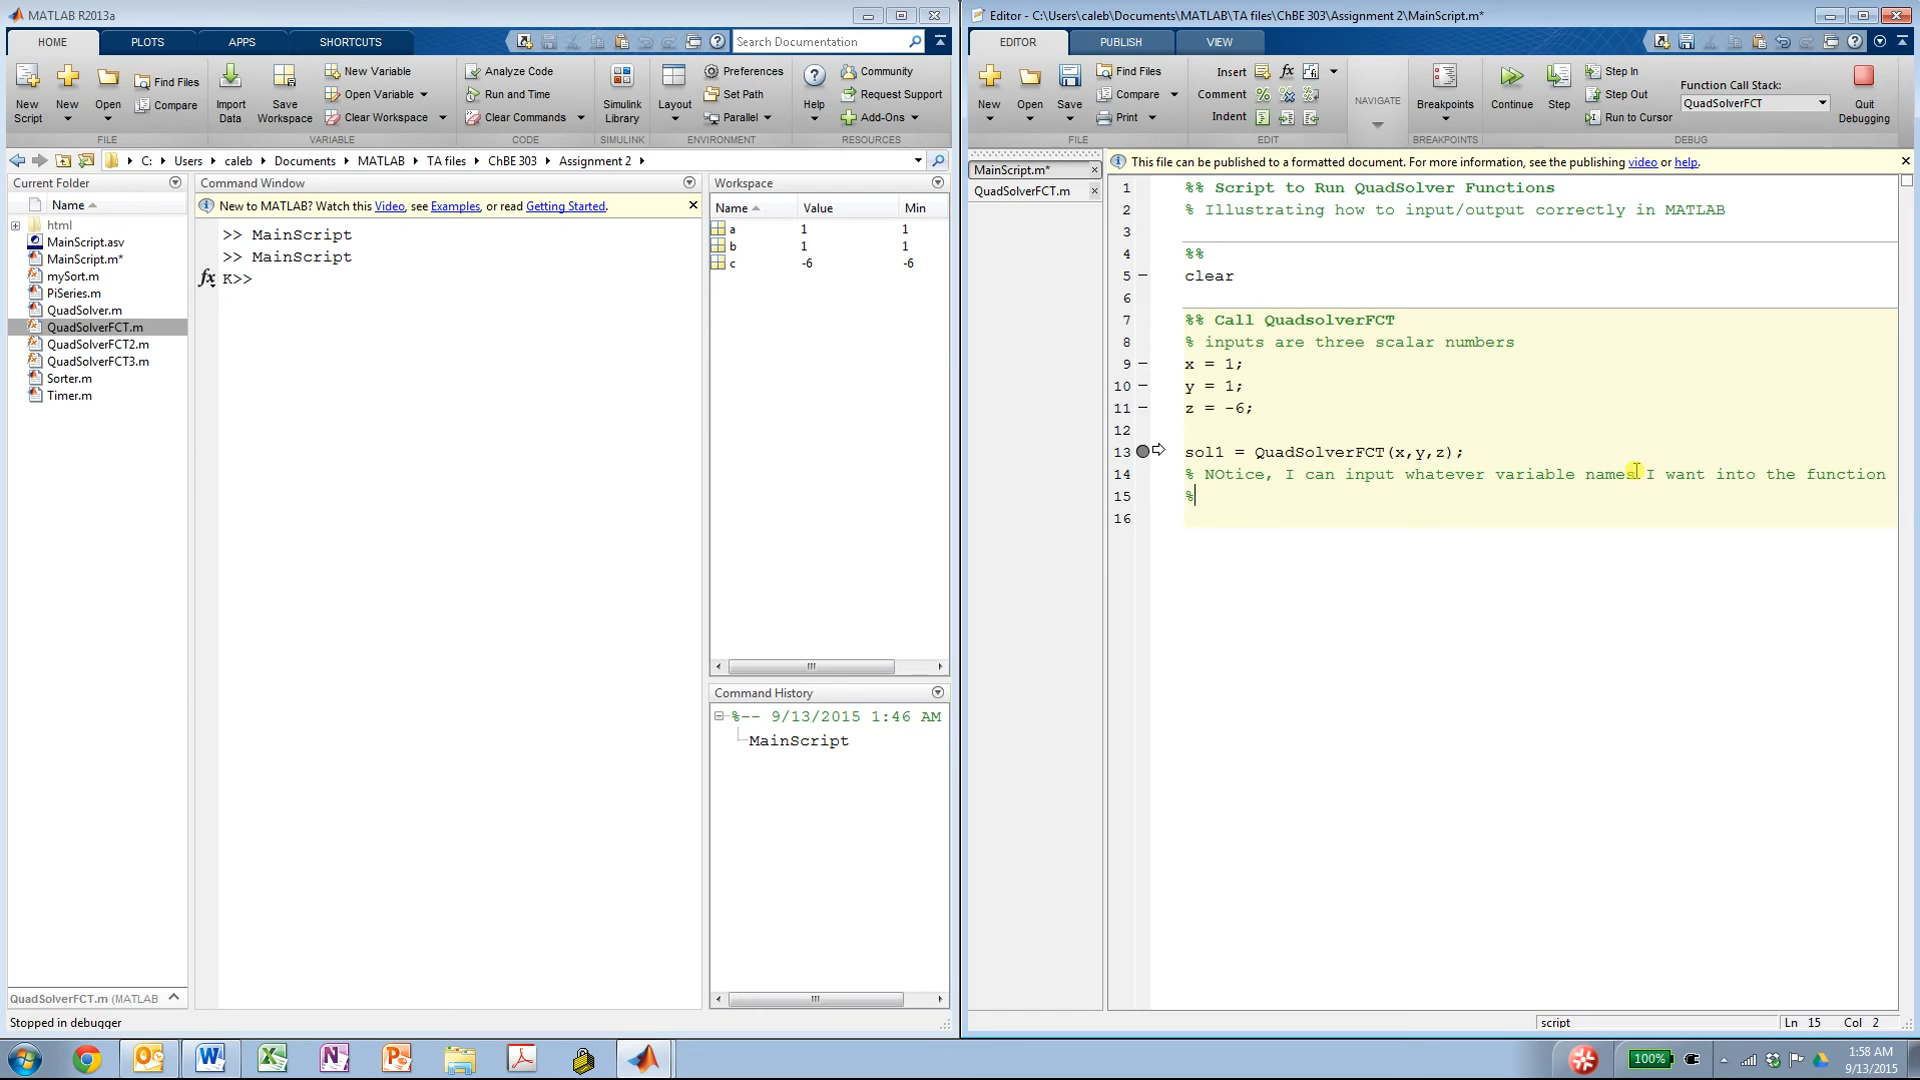 MATLAB R2013a
HOME PLOTS APPS SHORTCUTS Search Documentation
New Script New Open Find Files Compare Import Data Save Workspace New Variable Open Variable Clear Workspace Analyze Code Run and Time Clear Commands Simulink Library Layout Preferences Set Path Parallel Help Community Request Support Add-Ons
FILE VARIABLE CODE SIMULINK ENVIRONMENT RESOURCES
C: Users caleb Documents MATLAB TA files ChBE 303 Assignment 2
Current Folder
Name
html
MainScript.asv
MainScript.m*
mySort.m
PiSeries.m
QuadSolver.m
QuadSolverFCT.m
QuadSolverFCT2.m
QuadSolverFCT3.m
Sorter.m
Timer.m
QuadSolverFCT.m (MATLAB
Stopped in debugger
Command Window
New to MATLAB? Watch this Video, see Examples, or read Getting Started.
>> MainScript
>> MainScript
fx K>>
Workspace
Name Value Min
a 1 1
b 1 1
c -6 -6
Command History
%-- 9/13/2015 1:46 AM
MainScript
Editor - C:\Users\caleb\Documents\MATLAB\TA files\ChBE 303\Assignment 2\MainScript.m*
EDITOR PUBLISH VIEW
New Open Save Find Files Compare Print Insert fx Comment Indent NAVIGATE Breakpoints Continue Step Step In Step Out Run to Cursor Function Call Stack: QuadSolverFCT Quit Debugging
FILE EDIT BREAKPOINTS DEBUG
This file can be published to a formatted document. For more information, see the publishing video or help.
MainScript.m*
QuadSolverFCT.m
1 %% Script to Run QuadSolver Functions
2 % Illustrating how to input/output correctly in MATLAB
3
4 %%
5 clear
6
7 %% Call QuadsolverFCT
8 % inputs are three scalar numbers
9 x = 1;
10 y = 1;
11 z = -6;
12
13 sol1 = QuadSolverFCT(x,y,z);
14 % NOtice, I can input whatever variable names I want into the function
15 %
16
script Ln 15 Col 2
100% 1:58 AM
9/13/2015